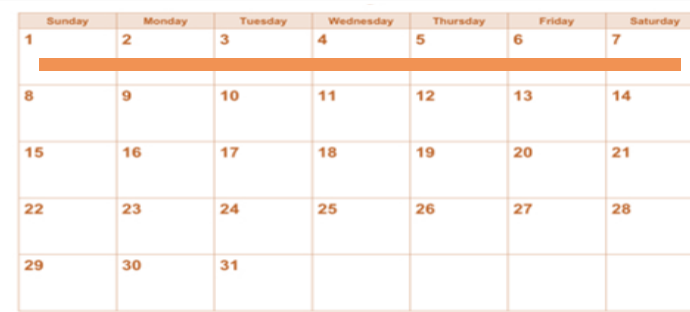 Sunday Monday Tuesday Wednesday Thursday Friday Saturday
1 2 3 4 5 6 7
8 9 10 11 12 13 14
15 16 17 18 19 20 21
22 23 24 25 26 27 28
29 30 31